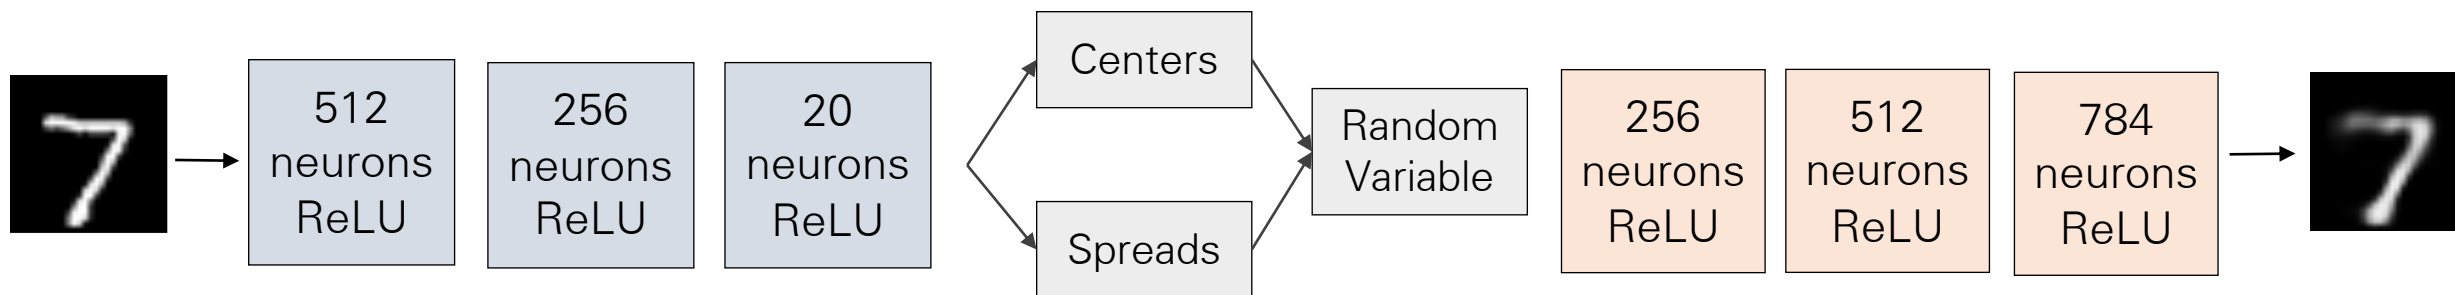 512
neurons
ReLU
256
neurons
ReLU
20
neurons
ReLU
Centers
Spreads
Random
Variable
256
neurons
ReLU
512
neurons
ReLU
784
neurons
ReLU